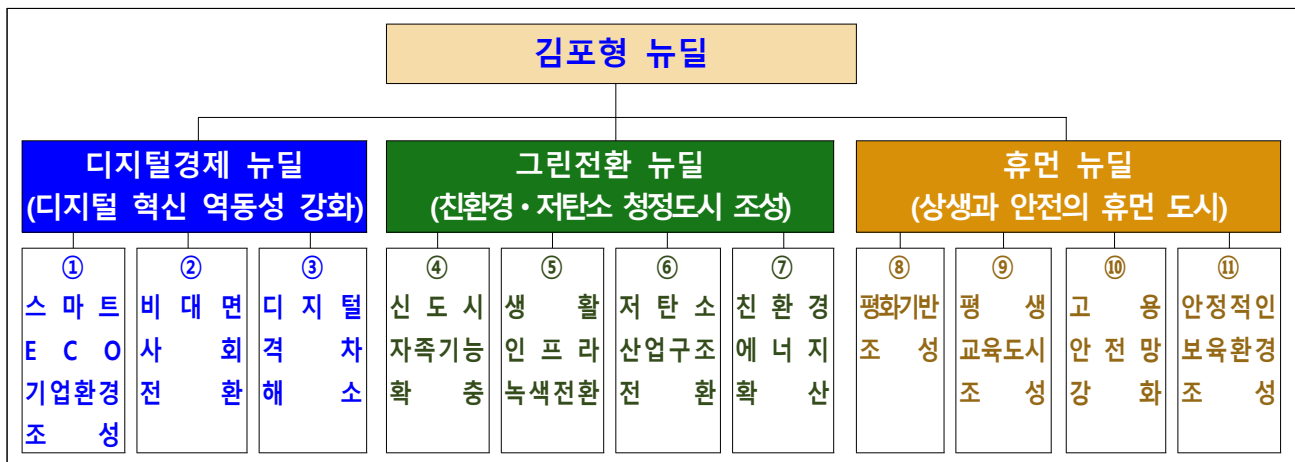 김포형 뉴딜
디지털경제 뉴딜
(디지털 혁신 역동성 강화)
그린전환 뉴딜
(친환경·저탄소 청정도시 조성)
휴먼 뉴딜
(상생과 안전의 휴먼 도시)
①
스마트
ECO
기업환경
조성
②
비대면
사회
전환
③
디지털
격차
해소
④
신도시
자족기능
확충
⑤
생활
인프라
녹색전환
⑥
저탄소
산업구조
전환
⑦
친환경
에너지
확산
⑧
평화기반
조성
⑨
평생
교육도시
조성
⑩
고용
안전망
강화
⑪
안정적인
보육환경
조성